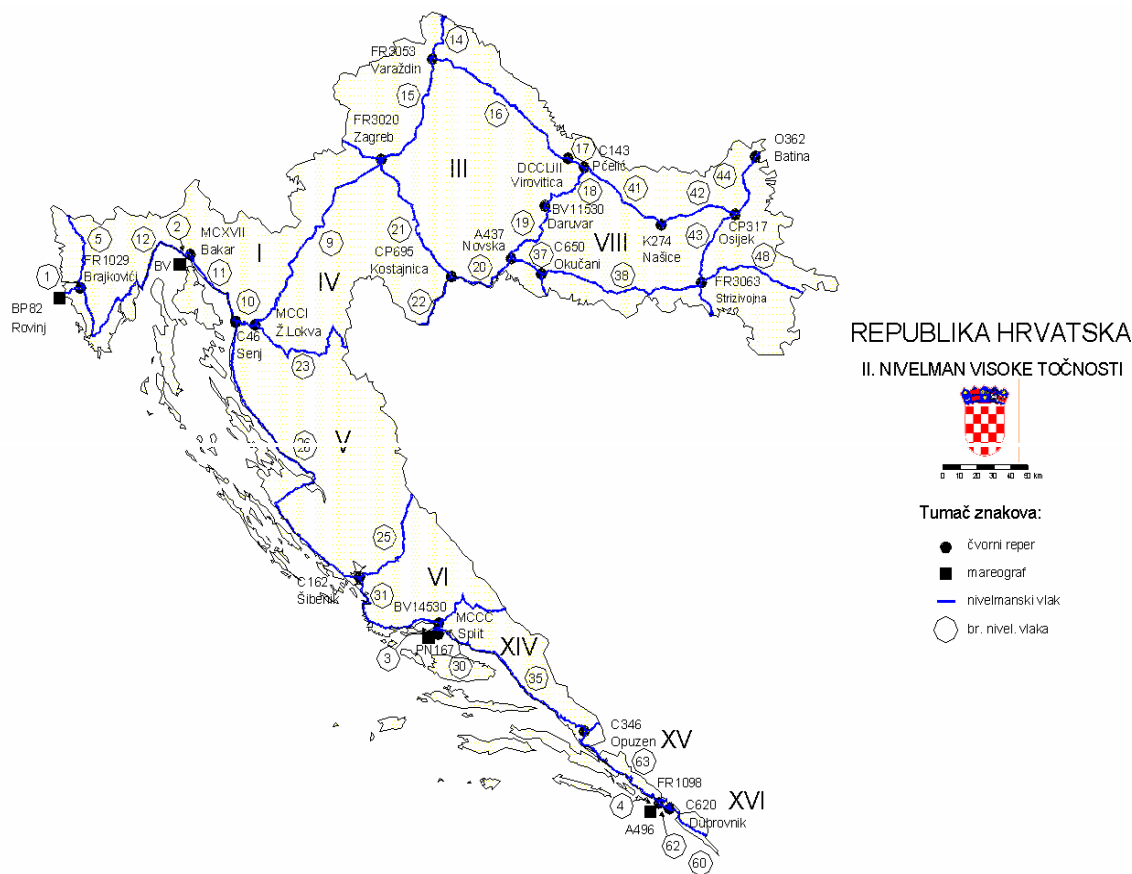 14
FR3053
Varaždin
15
16
FR3020
Zagreb
III
DCCLJII
Virovitica
17
C143
Pčelić
O362
Batina
44
18
41
42
BV11530
Daruvar
19
VIII
CP317
Osijek
A437
Novska
37
C650
Okučani
K274
Našice
43
48
38
FR3063
Strizivojna
5
12
2
MCXVII
Bakar
I
9
21
CP695
Kostajnica
20
IV
22
1
FR1029
Brajkovići
BV
11
BP82
Rovinj
10
MCCI
Ž.Lokva
C46
Senj
23
REPUBLIKA HRVATSKA
II. NIVELMAN VISOKE TOČNOSTI
26
V
0 10 20 30 40 50 km
Tumač znakova:
čvorni reper
mareograf
nivelmanski vlak
br. nivel. vlaka
25
C162
Šibenik
31
VI
BV14530
MCCC
Split
XIV
3
PN167
30
35
C346
Opuzen
XV
63
FR1098
4
A496
C620
Dubrovnik
XVI
62
60